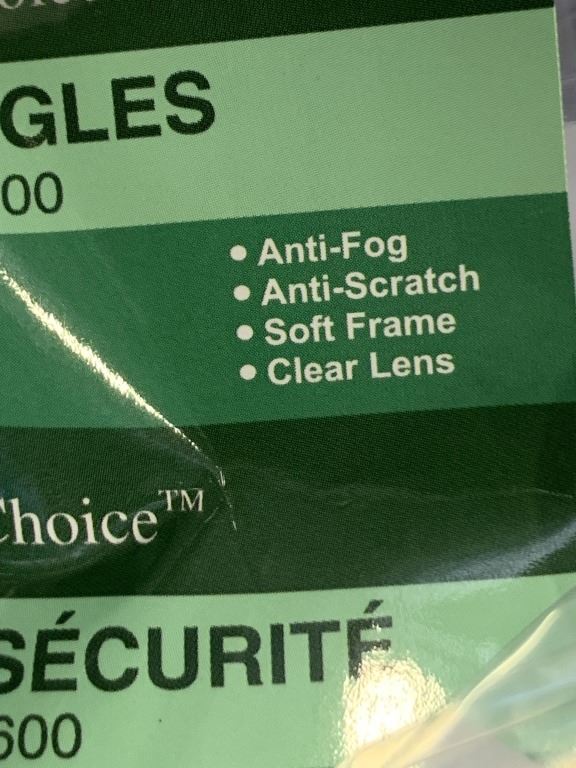 GLES
00
• Anti-Fog
• Anti-Scratch
• Soft Frame
• Clear Lens
Choice™
SÉCURITÉ
600